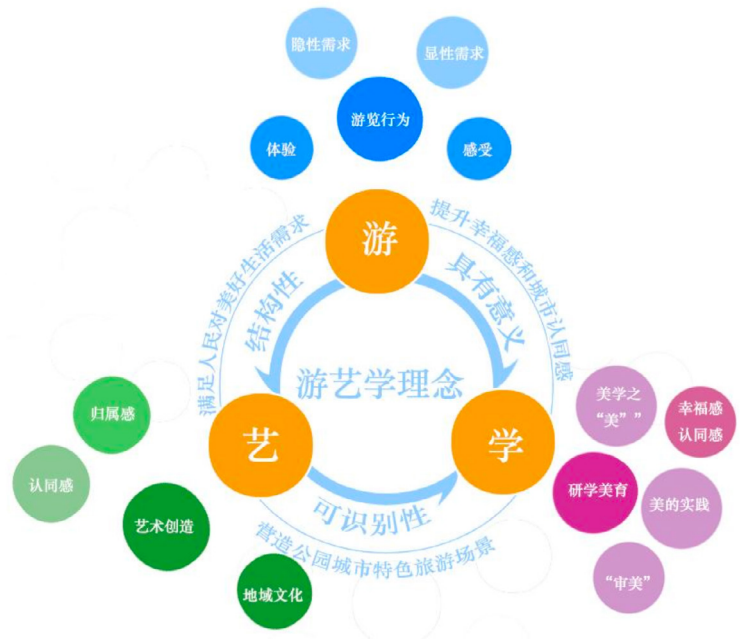 隐性需求
显性需求
游览行为
体验
感受
游
满足人民对美好生活需求
提升幸福感和城市认同感
结构性
具有意义
游艺学理念
艺
学
可识别性
营造公园城市特色旅游场景
归属感
认同感
艺术创造
地域文化
美学之
“美””
幸福感
认同感
研学美育
美的实践
“审美”